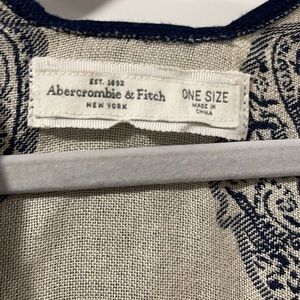 EST. 1892
Abercrombie & Fitch
NEW YORK
ONE SIZE
MADE IN
CHINA